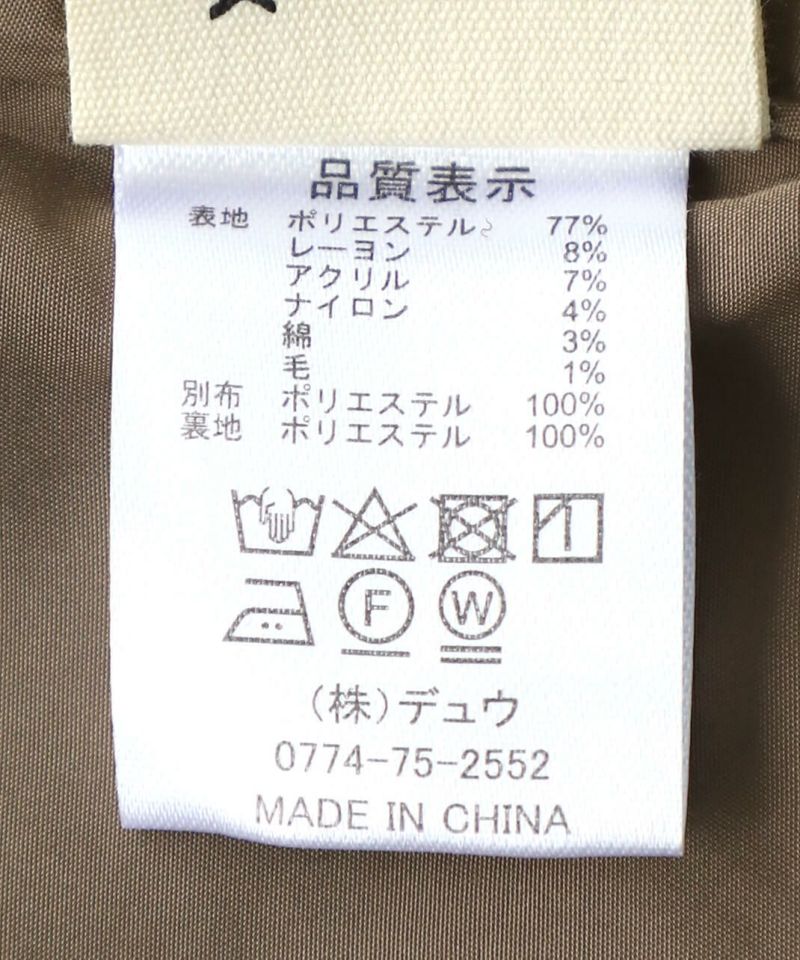 品質表示
表地 ポリエステル 77%
レーヨン 8%
アクリル 7%
ナイロン 4%
綿 3%
毛 1%
別布 ポリエステル 100%
裏地 ポリエステル 100%
F W
(株)デュウ
0774-75-2552
MADE IN CHINA